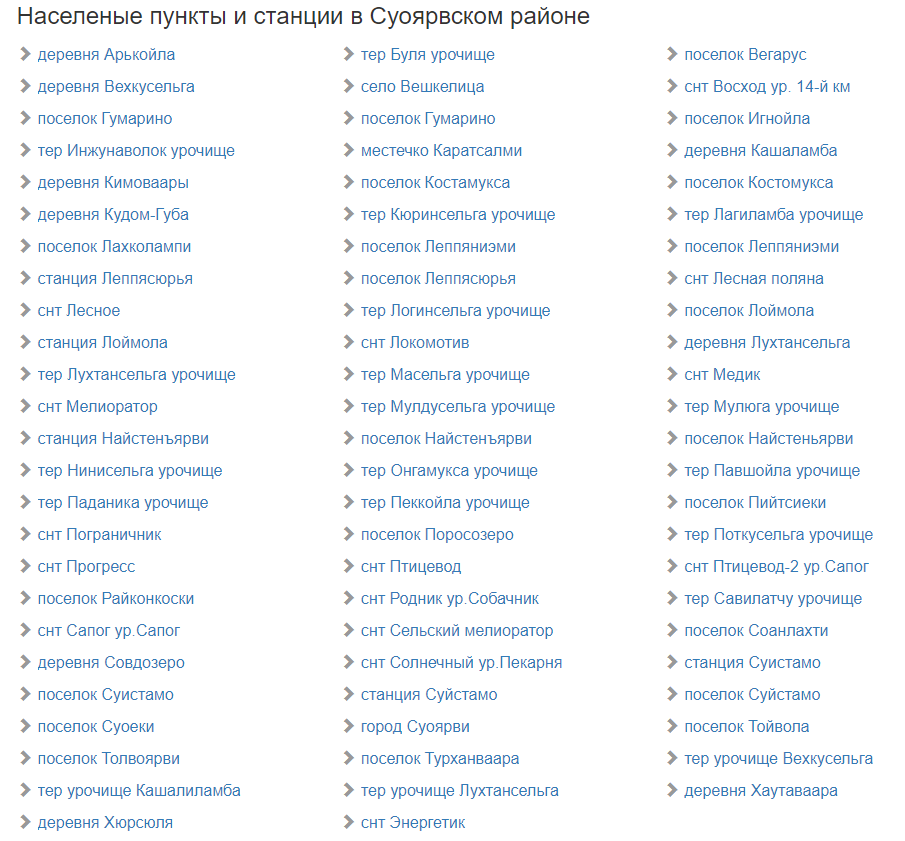 Населеные пункты и станции в Суоярвском районе
деревня Арькойла
тер Буля урочище
поселок Вегарус
деревня Вехкусельга
село Вешкелица
снт Восход ур. 14-й км
поселок Гумарино
поселок Гумарино
поселок Игнойла
тер Инжунаволок урочище
местечко Каратсалми
деревня Кашаламба
деревня Кимоваары
поселок Костамукса
поселок Костомукса
деревня Кудом-Губа
тер Кюринсельга урочище
тер Лагиламба урочище
поселок Лахколампи
поселок Леппяниэми
поселок Леппяниэми
станция Леппясюрья
поселок Леппясюрья
снт Лесная поляна
снт Лесное
тер Логинсельга урочище
поселок Лоймола
станция Лоймола
снт Локомотив
деревня Лухтансельга
тер Лухтансельга урочище
тер Масельга урочище
снт Медик
снт Мелиоратор
тер Мулдусельга урочище
тер Мулюга урочище
станция Найстенъярви
поселок Найстенъярви
поселок Найстеньярви
тер Нинисельга урочище
тер Онгамукса урочище
тер Павшойла урочище
тер Паданика урочище
тер Пеккойла урочище
поселок Пийтсиеки
снт Пограничник
поселок Поросозеро
тер Поткусельга урочище
снт Прогресс
снт Птицевод
снт Птицевод-2 ур.Сапог
поселок Райконкоски
снт Родник ур.Собачник
тер Савилатчу урочище
снт Сапог ур.Сапог
снт Сельский мелиоратор
поселок Соанлахти
деревня Совдозеро
снт Солнечный ур.Пекарня
станция Суистамо
поселок Суистамо
станция Суйстамо
поселок Суйстамо
поселок Суоеки
город Суоярви
поселок Тойвола
поселок Толвоярви
поселок Турханваара
тер урочище Вехкусельга
тер урочище Кашалиламба
тер урочище Лухтансельга
деревня Хаутаваара
деревня Хюрсюля
снт Энергетик